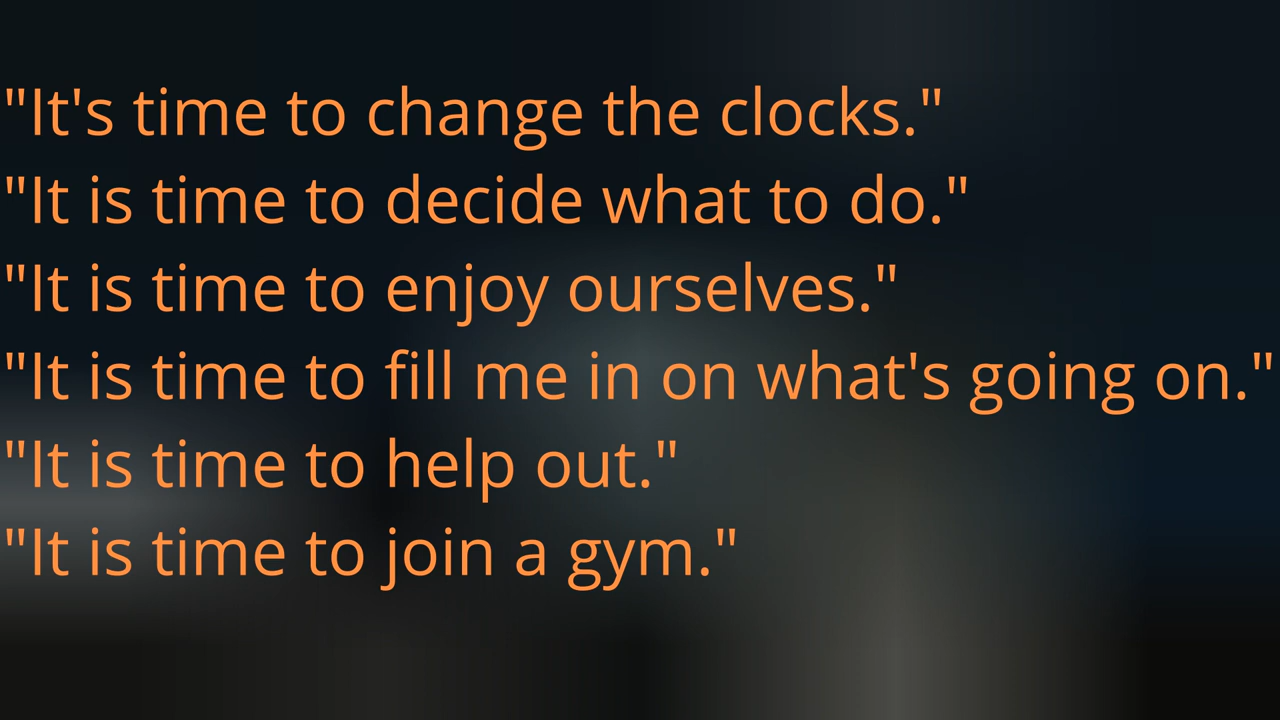 "It's time to change the clocks."
"It is time to decide what to do."
"It is time to enjoy ourselves."
"It is time to fill me in on what's going on."
"It is time to help out."
"It is time to join a gym."